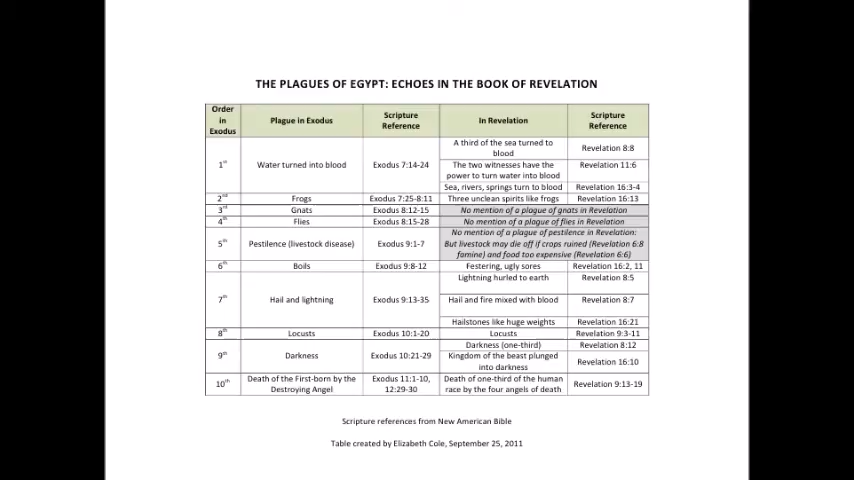 THE PLAGUES OF EGYPT: ECHOES IN THE BOOK OF REVELATION
Order in Exodus | Plague in Exodus | Scripture Reference | In Revelation | Scripture Reference
1st | Water turned into blood | Exodus 7:14-24 | A third of the sea turned to blood | Revelation 8:8
The two witnesses have the power to turn water into blood | Revelation 11:6
Sea, rivers, springs turn to blood | Revelation 16:3-4
2nd | Frogs | Exodus 7:25-8:11 | Three unclean spirits like frogs | Revelation 16:13
3rd | Gnats | Exodus 8:12-15 | No mention of a plague of gnats in Revelation
4th | Flies | Exodus 8:15-28 | No mention of a plague of flies in Revelation
5th | Pestilence (livestock disease) | Exodus 9:1-7 | No mention of a plague of pestilence in Revelation: But livestock may die off if crops ruined (Revelation 6:8 famine) and food too expensive (Revelation 6:6)
6th | Boils | Exodus 9:8-12 | Festering, ugly sores | Revelation 16:2, 11
7th | Hail and lightning | Exodus 9:13-35 | Lightning hurled to earth | Revelation 8:5
Hail and fire mixed with blood | Revelation 8:7
Hailstones like huge weights | Revelation 16:21
8th | Locusts | Exodus 10:1-20 | Locusts | Revelation 9:3-11
9th | Darkness | Exodus 10:21-29 | Darkness (one-third) | Revelation 8:12
Kingdom of the beast plunged into darkness | Revelation 16:10
10th | Death of the First-born by the Destroying Angel | Exodus 11:1-10, 12:29-30 | Death of one-third of the human race by the four angels of death | Revelation 9:13-19
Scripture references from New American Bible
Table created by Elizabeth Cole, September 25, 2011